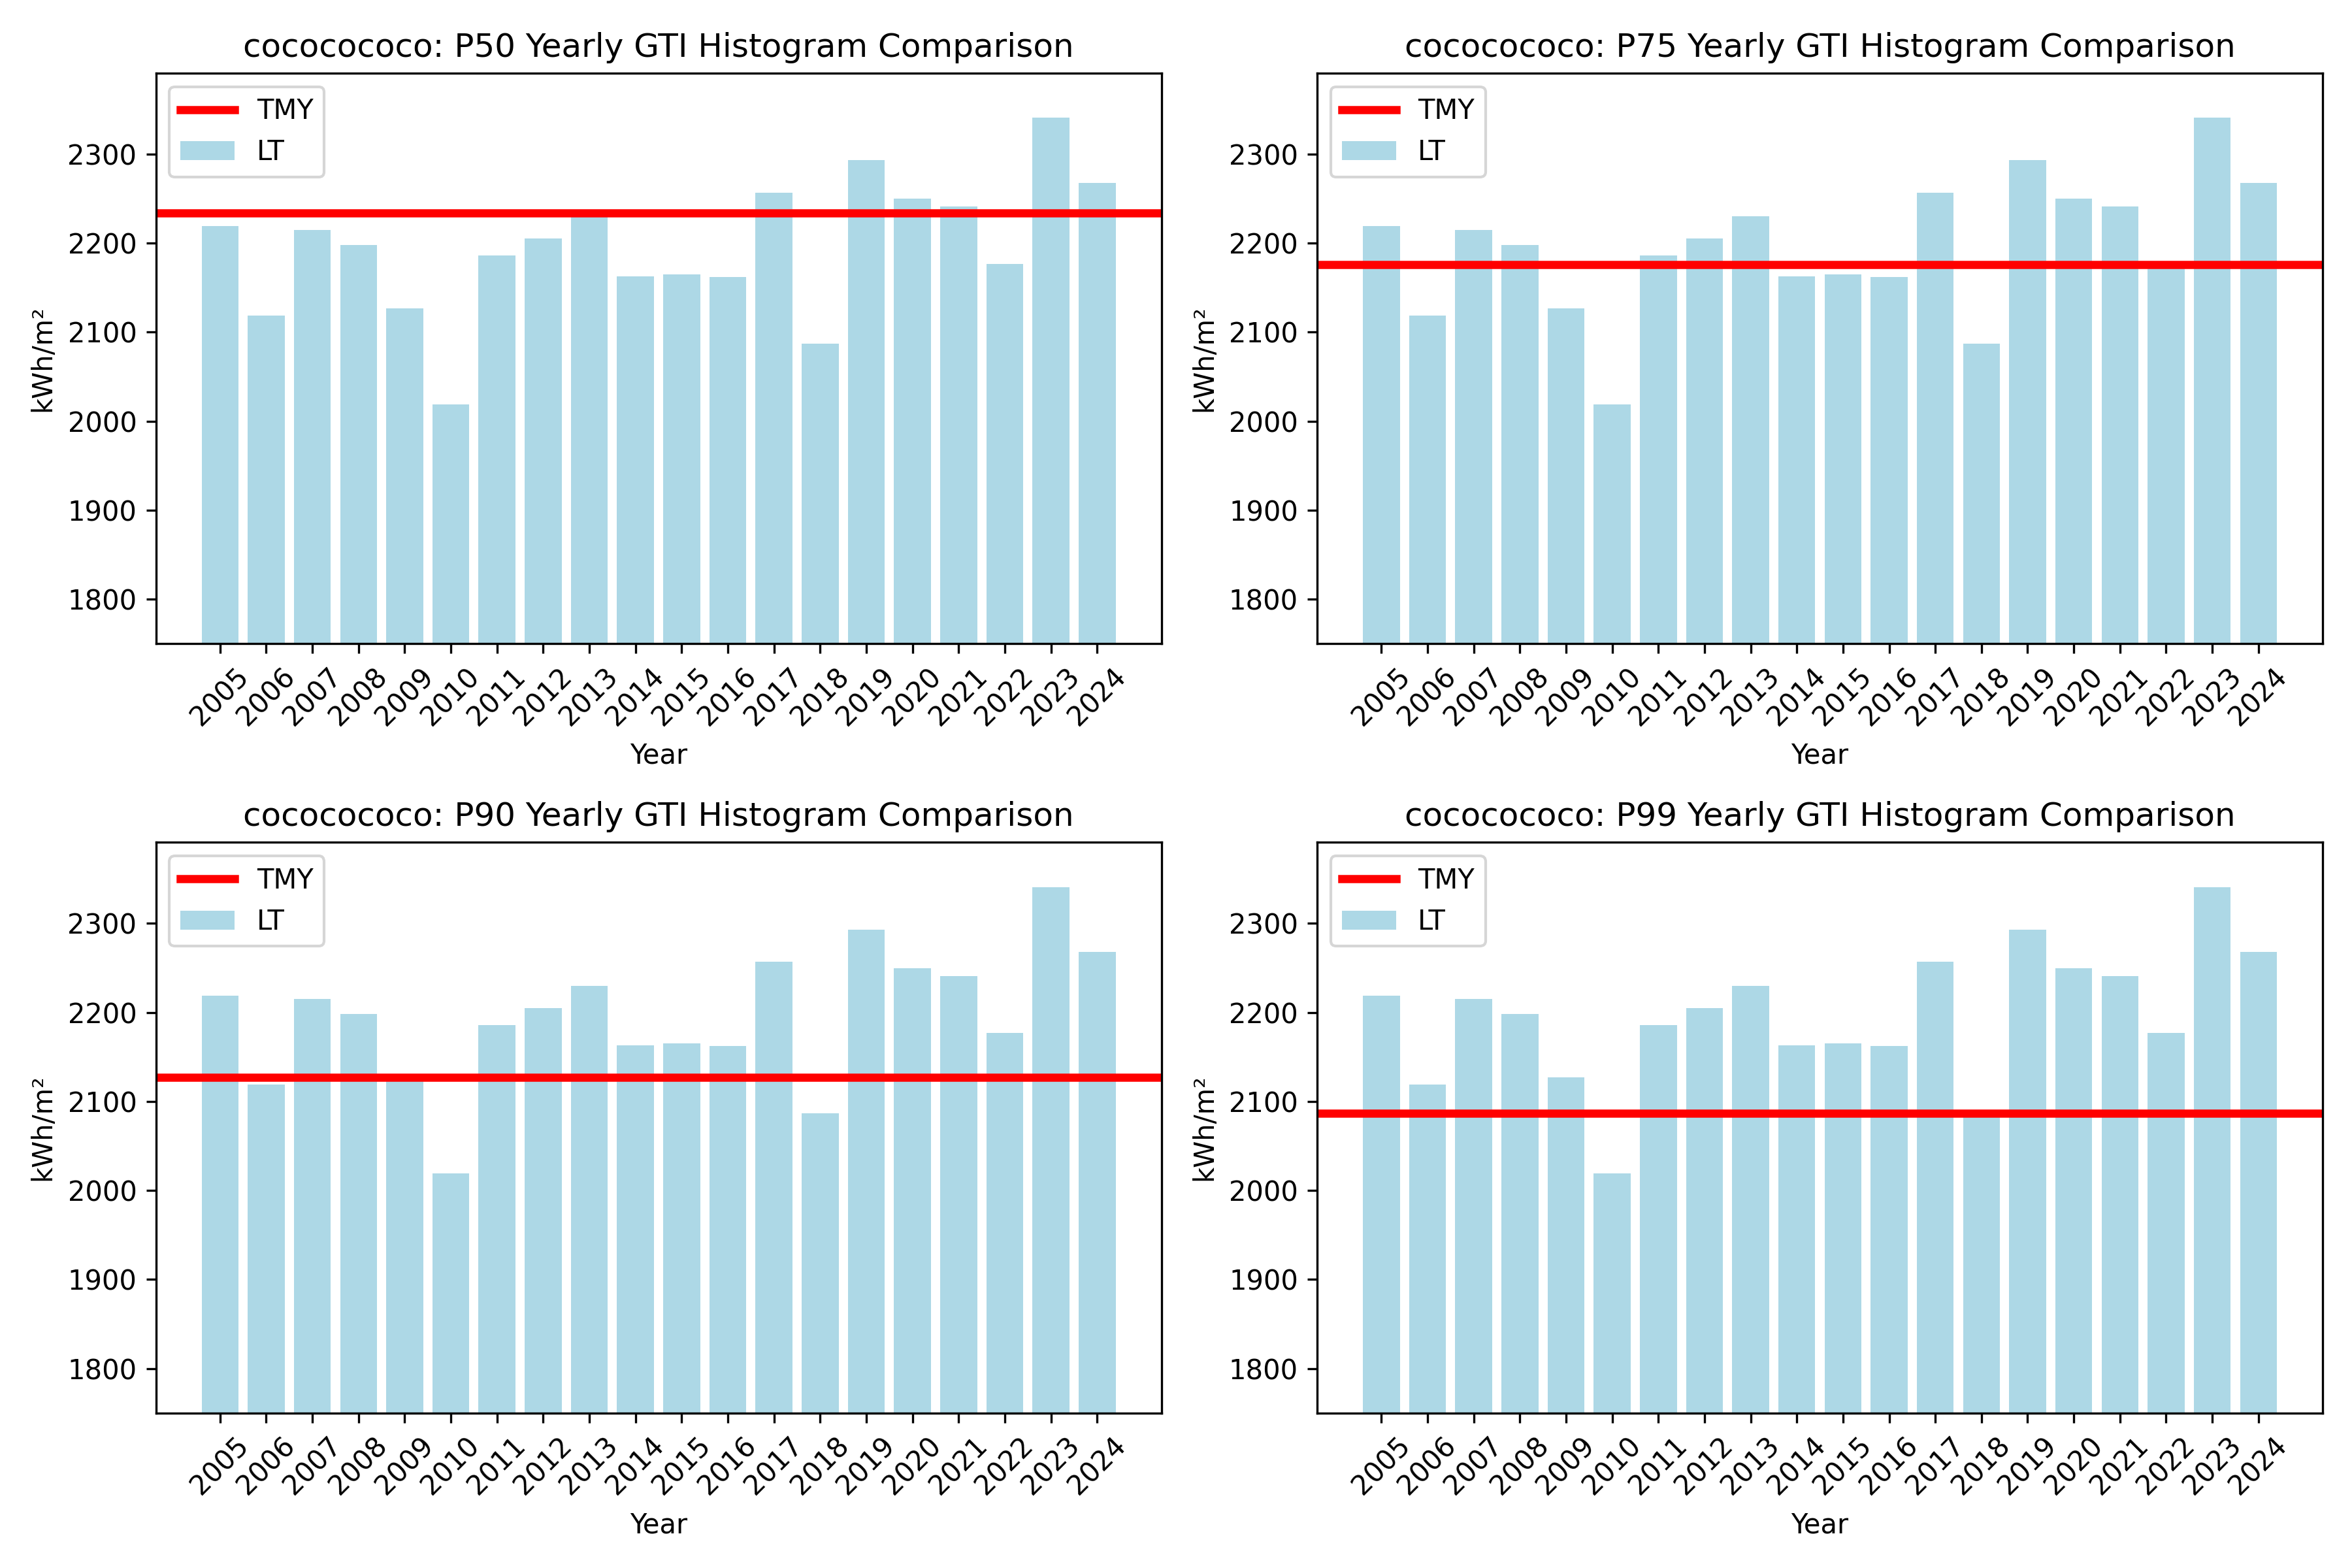 cococococo: P50 Yearly GTI Histogram Comparison
TMY
LT
2300
2200
2100
2000
1900
1800
kWh/m²
2005 2006 2007 2008 2009 2010 2011 2012 2013 2014 2015 2016 2017 2018 2019 2020 2021 2022 2023 2024
Year
cococococo: P75 Yearly GTI Histogram Comparison
TMY
LT
2300
2200
2100
2000
1900
1800
kWh/m²
2005 2006 2007 2008 2009 2010 2011 2012 2013 2014 2015 2016 2017 2018 2019 2020 2021 2022 2023 2024
Year
cococococo: P90 Yearly GTI Histogram Comparison
TMY
LT
2300
2200
2100
2000
1900
1800
kWh/m²
2005 2006 2007 2008 2009 2010 2011 2012 2013 2014 2015 2016 2017 2018 2019 2020 2021 2022 2023 2024
Year
cococococo: P99 Yearly GTI Histogram Comparison
TMY
LT
2300
2200
2100
2000
1900
1800
kWh/m²
2005 2006 2007 2008 2009 2010 2011 2012 2013 2014 2015 2016 2017 2018 2019 2020 2021 2022 2023 2024
Year